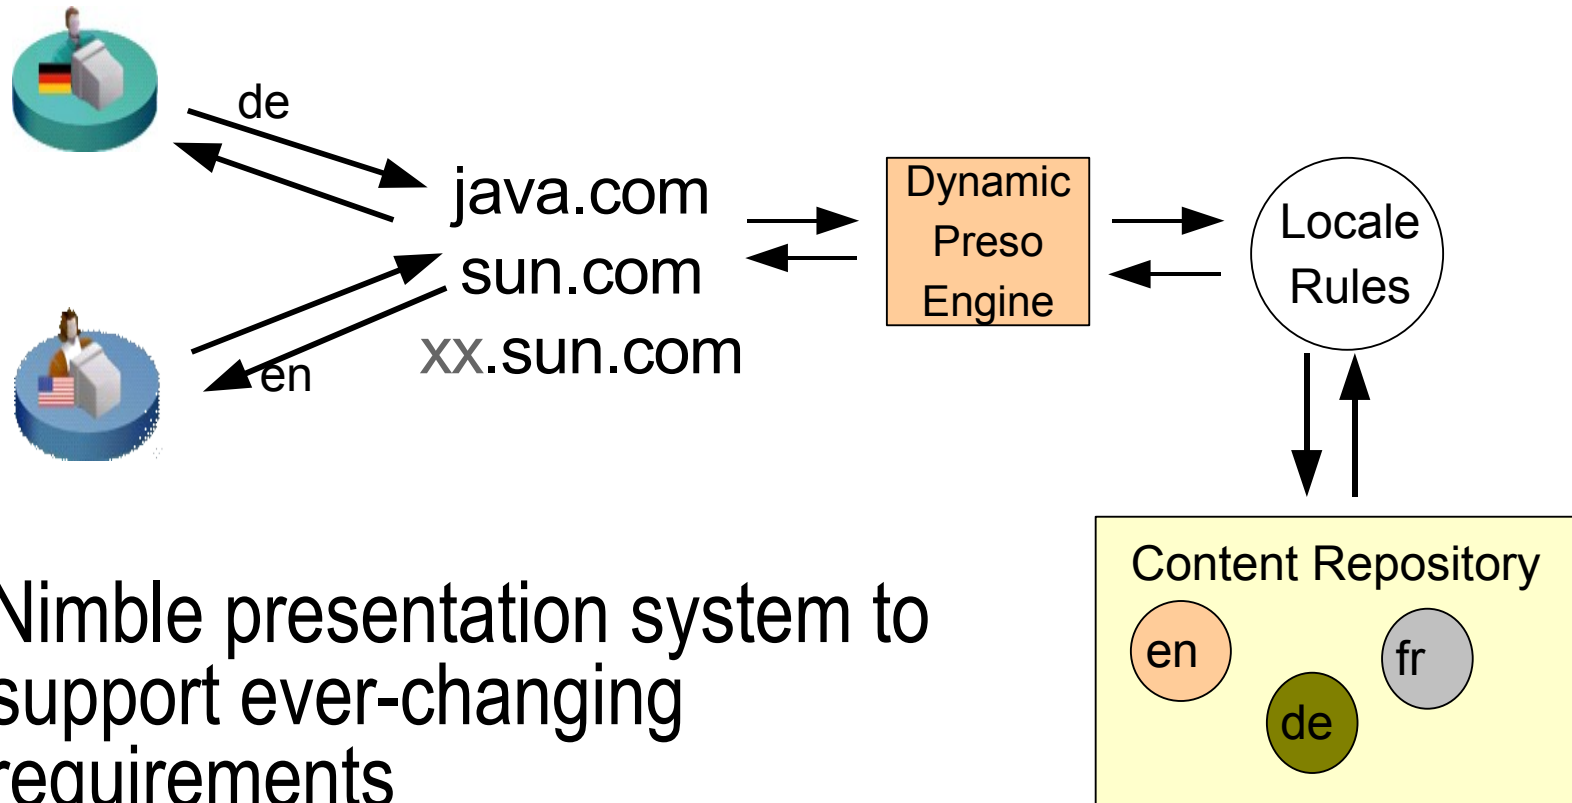 de
java.com
sun.com
xx.sun.com
en
Dynamic
Preso
Engine
Locale
Rules
Content Repository
en
fr
de
Nimble presentation system to
support ever-changing
requirements